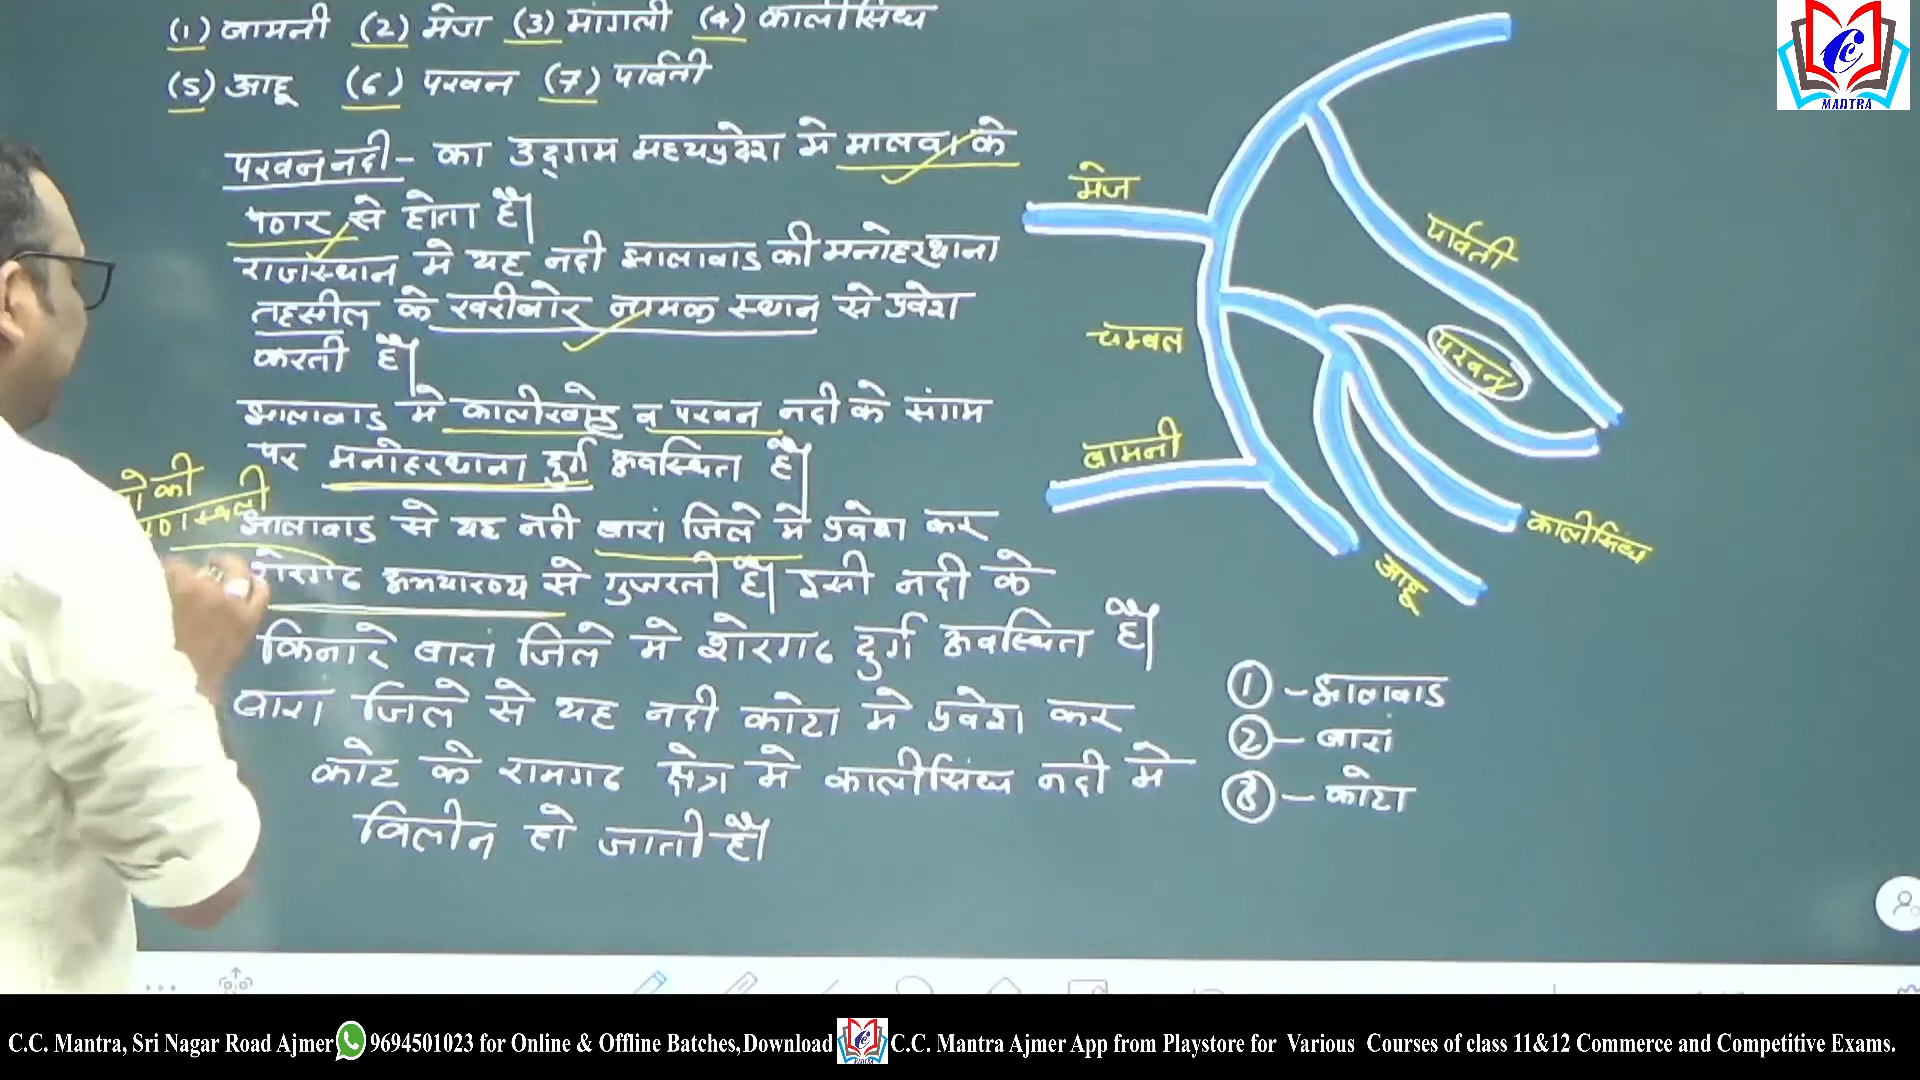 (1) बामनी (2) मेज (3) मांगली (4) कालीसिंध
(5) आहू (6) परवन (7) पार्वती
परवन नदी - का उद्गम मध्यप्रदेश मे मालवा के
पठार से होता है।
राजस्थान मे यह नदी झालावाड की मनोहरथाना
तहसील के खरीबोर नामक स्थान से प्रवेश
करती है।
झालावाड मे कालीखोह व परवन नदी के संगम
पर मनोहरथाना दुर्ग अवस्थित है।
की
स्थली
झालावाड से यह नदी बारां जिले मे प्रवेश कर
शेरगढ अभयारण्य से गुजरती है। इसी नदी के
किनारे बारां जिले मे शेरगढ दुर्ग अवस्थित है।
बारां जिले से यह नदी कोटा मे प्रवेश कर
कोट के रामगढ क्षेत्र मे कालीसिंध नदी मे
विलीन हो जाती है।
मेज
पार्वती
चम्बल
परवन
बामनी
कालीसिंध
आहू
① - झालावाड
② - बारां
③ - कोटा
MANTRA
C.C. Mantra, Sri Nagar Road Ajmer 9694501023 for Online & Offline Batches, Download C.C. Mantra Ajmer App from Playstore for Various Courses of class 11&12 Commerce and Competitive Exams.